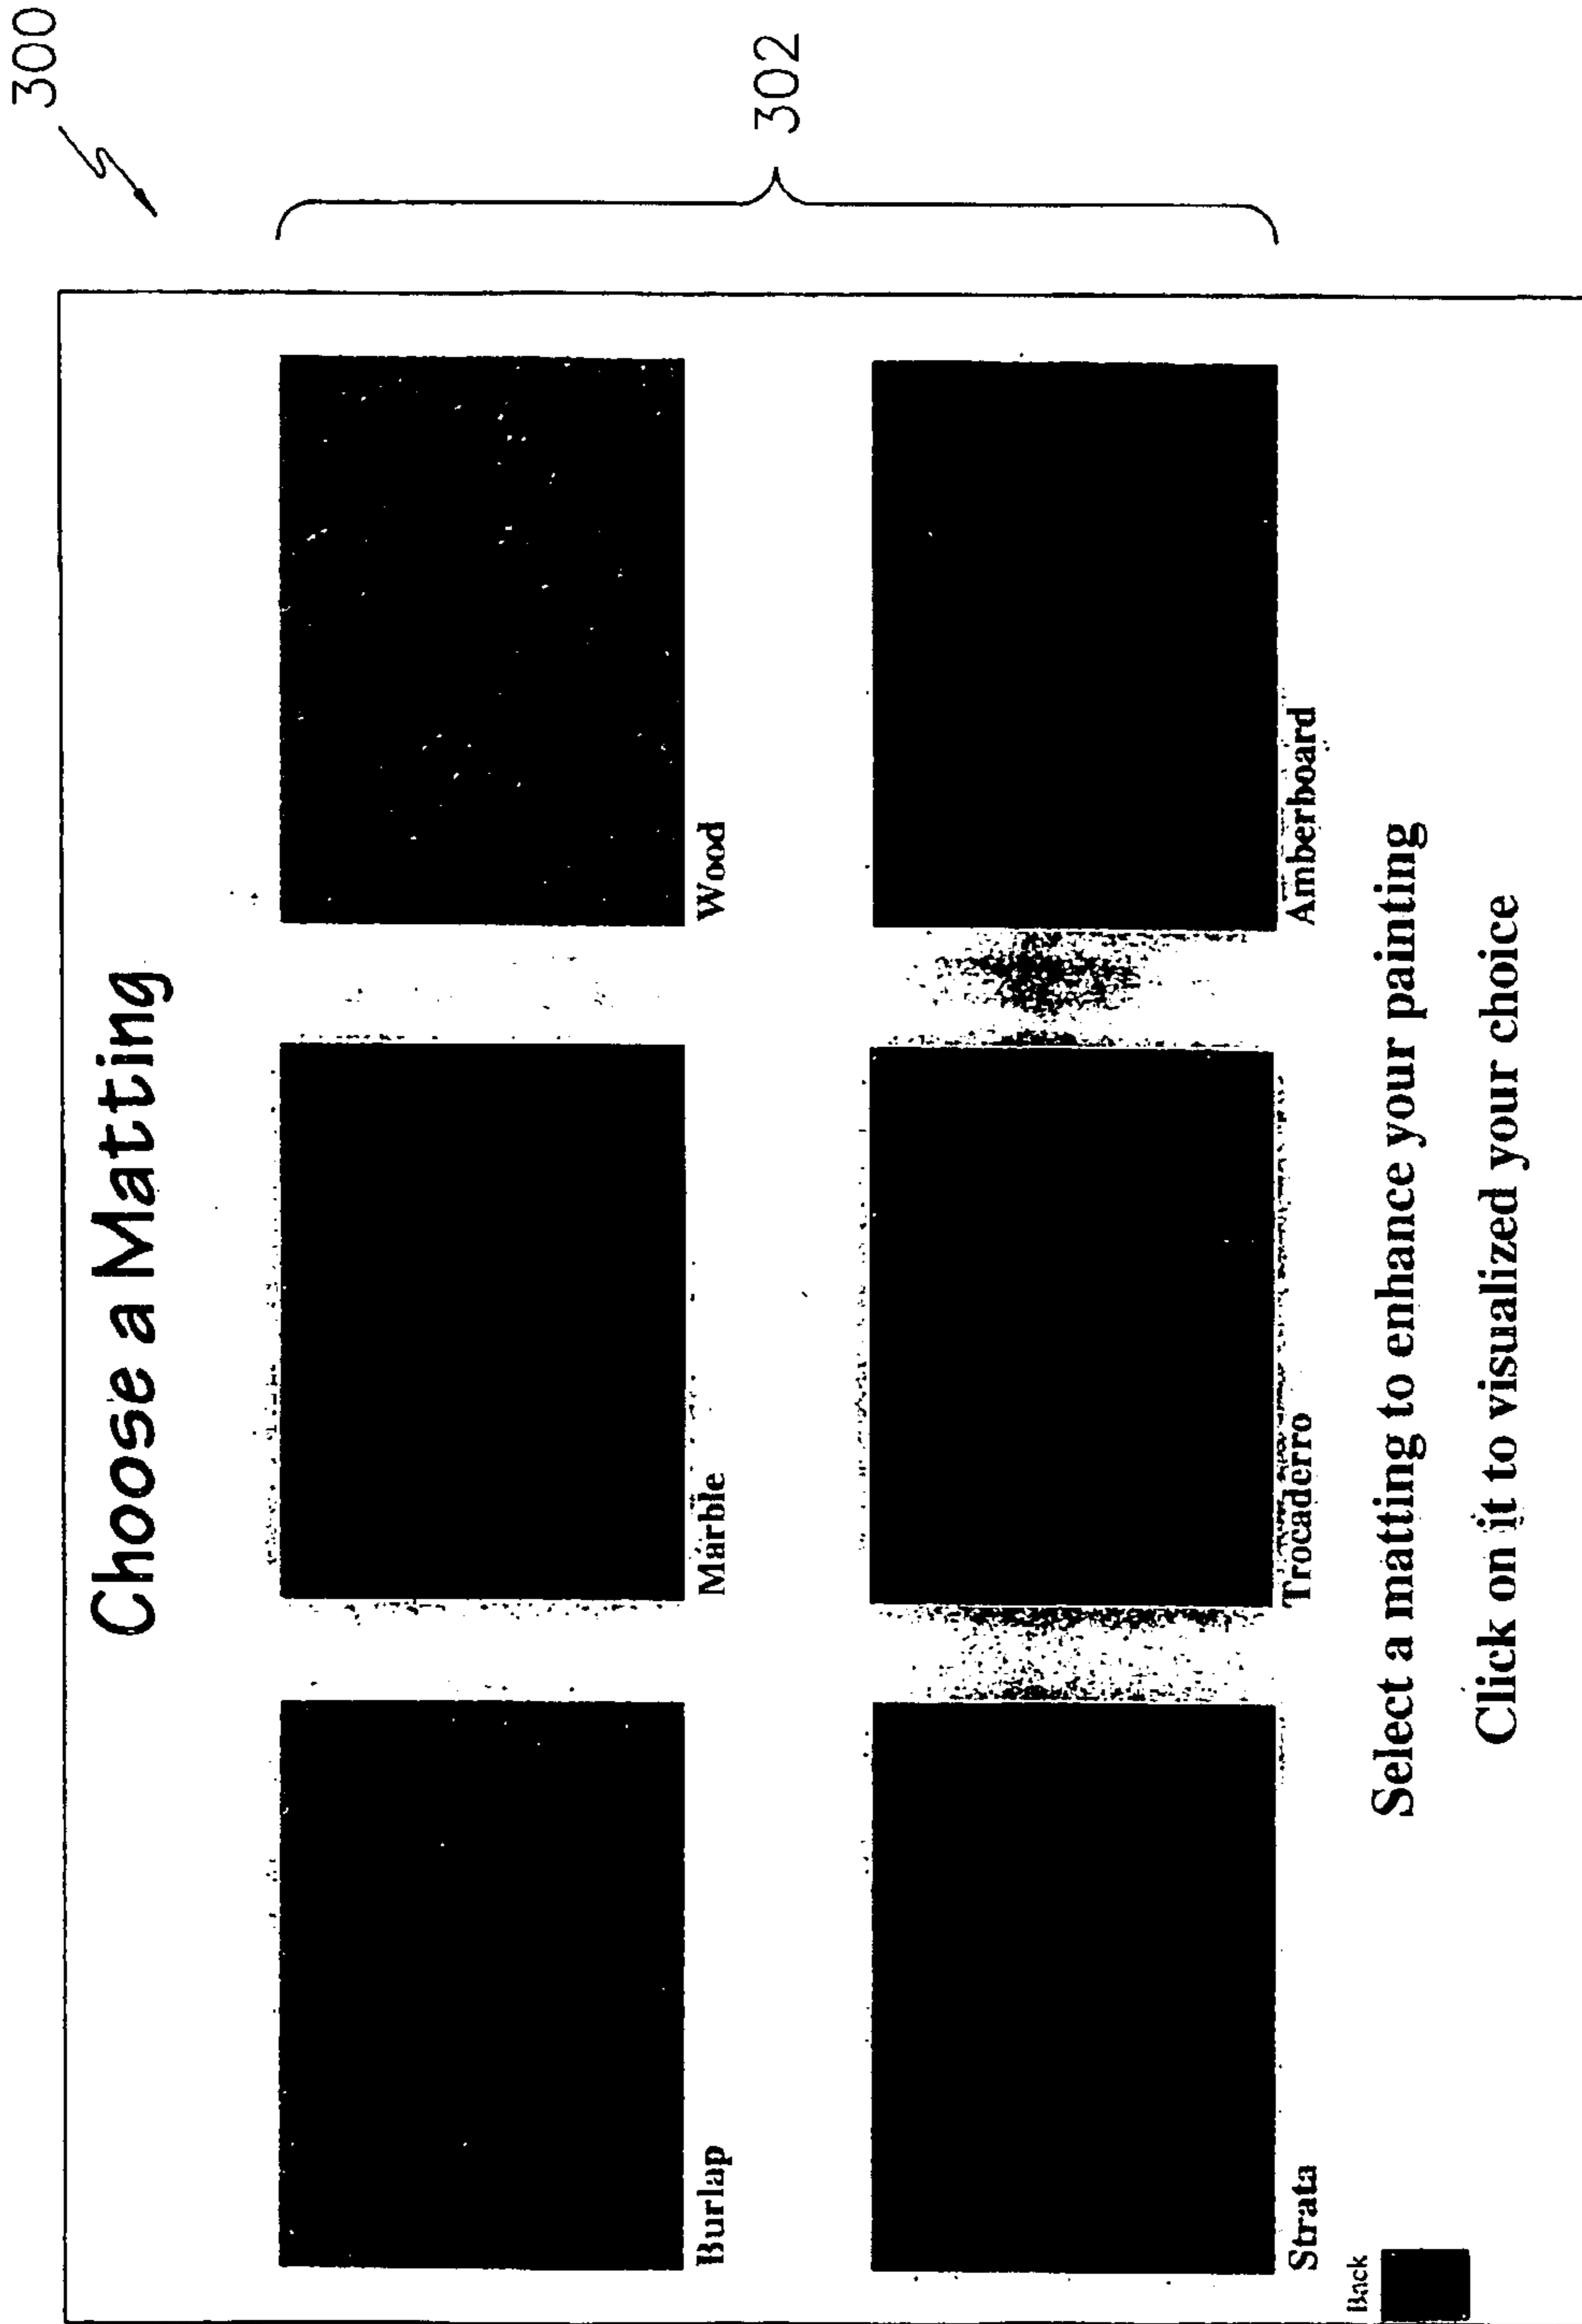 300
Choose a Matting
302
Burlap
Marble
Wood
Strata
Trocaderro
Amberboard
Back
Select a matting to enhance your painting
Click on it to visualized your choice